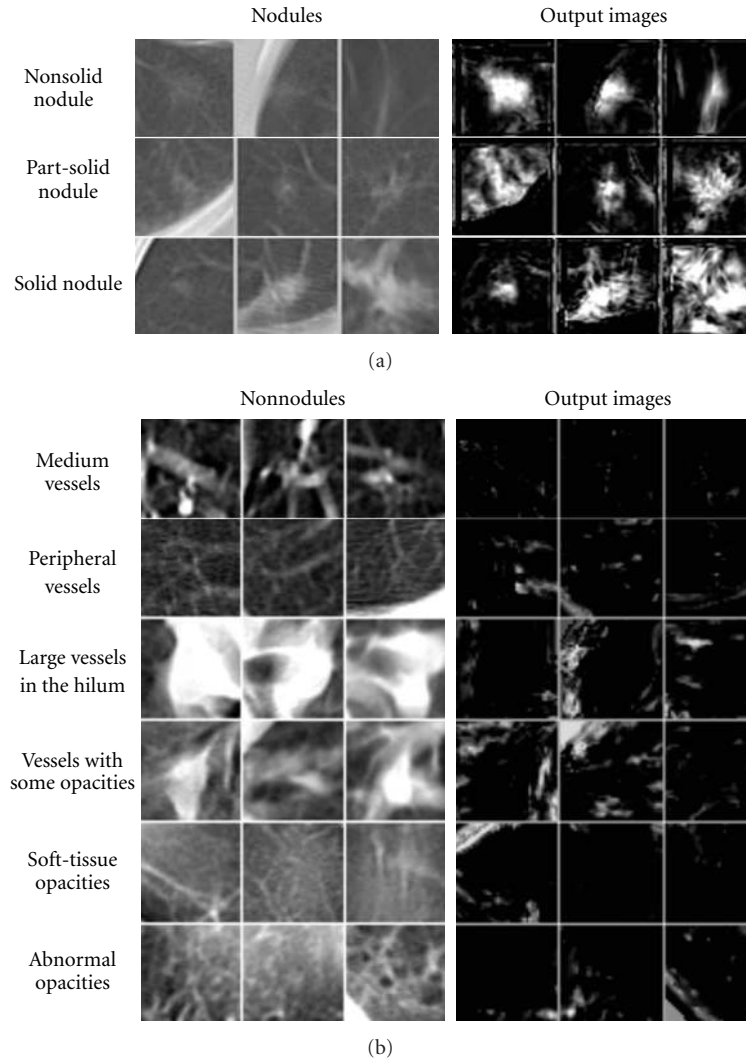 Nodules
Output images
Nonsolid
nodule
Part-solid
nodule
Solid nodule
(a)
Nonnodules
Output images
Medium
vessels
Peripheral
vessels
Large vessels
in the hilum
Vessels with
some opacities
Soft-tissue
opacities
Abnormal
opacities
(b)